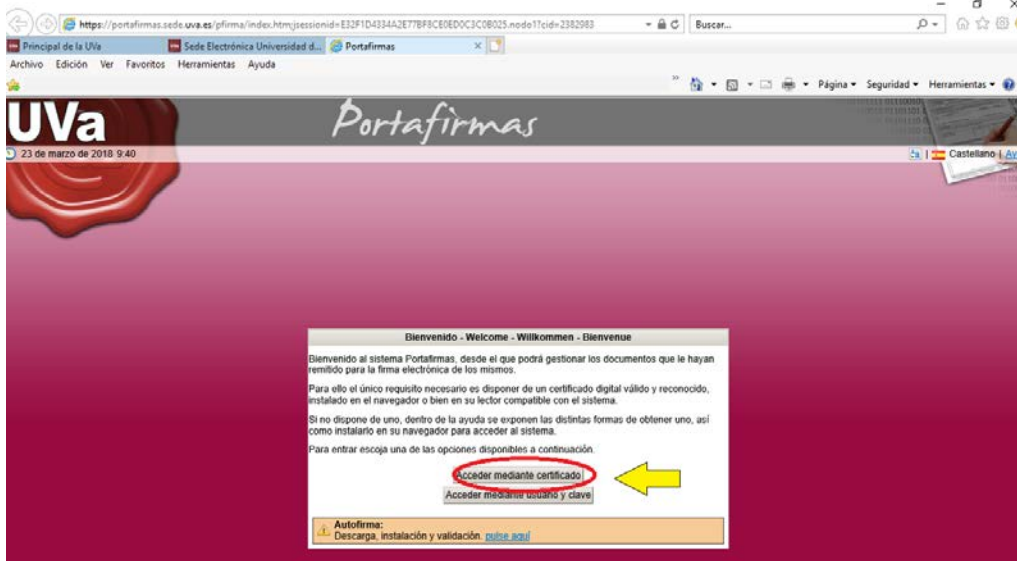 https://portafirmas.sede.uva.es/pfirma/index.htm;jsessionid=E32F1D4334A2E77BF8CE0ED0C3C0B025.nodo1?cid=2382983
Buscar...
Principal de la UVa
Sede Electrónica Universidad d...
Portafirmas
Archivo Edición Ver Favoritos Herramientas Ayuda
Página Seguridad Herramientas
UVa
Portafirmas
23 de marzo de 2018 9:40
Castellano |
Bienvenido - Welcome - Willkommen - Bienvenue
Bienvenido al sistema Portafirmas, desde el que podrá gestionar los documentos que le hayan
remitido para la firma electrónica de los mismos.
Para ello el único requisito necesario es disponer de un certificado digital válido y reconocido,
instalado en el navegador o bien en su lector compatible con el sistema.
Si no dispone de uno, dentro de la ayuda se exponen las distintas formas de obtener uno, así
como instalarlo en su navegador para acceder al sistema.
Para entrar escoja una de las opciones disponibles a continuación.
Acceder mediante certificado
Acceder mediante usuario y clave
Autofirma:
Descarga, instalación y validación. pulse aquí